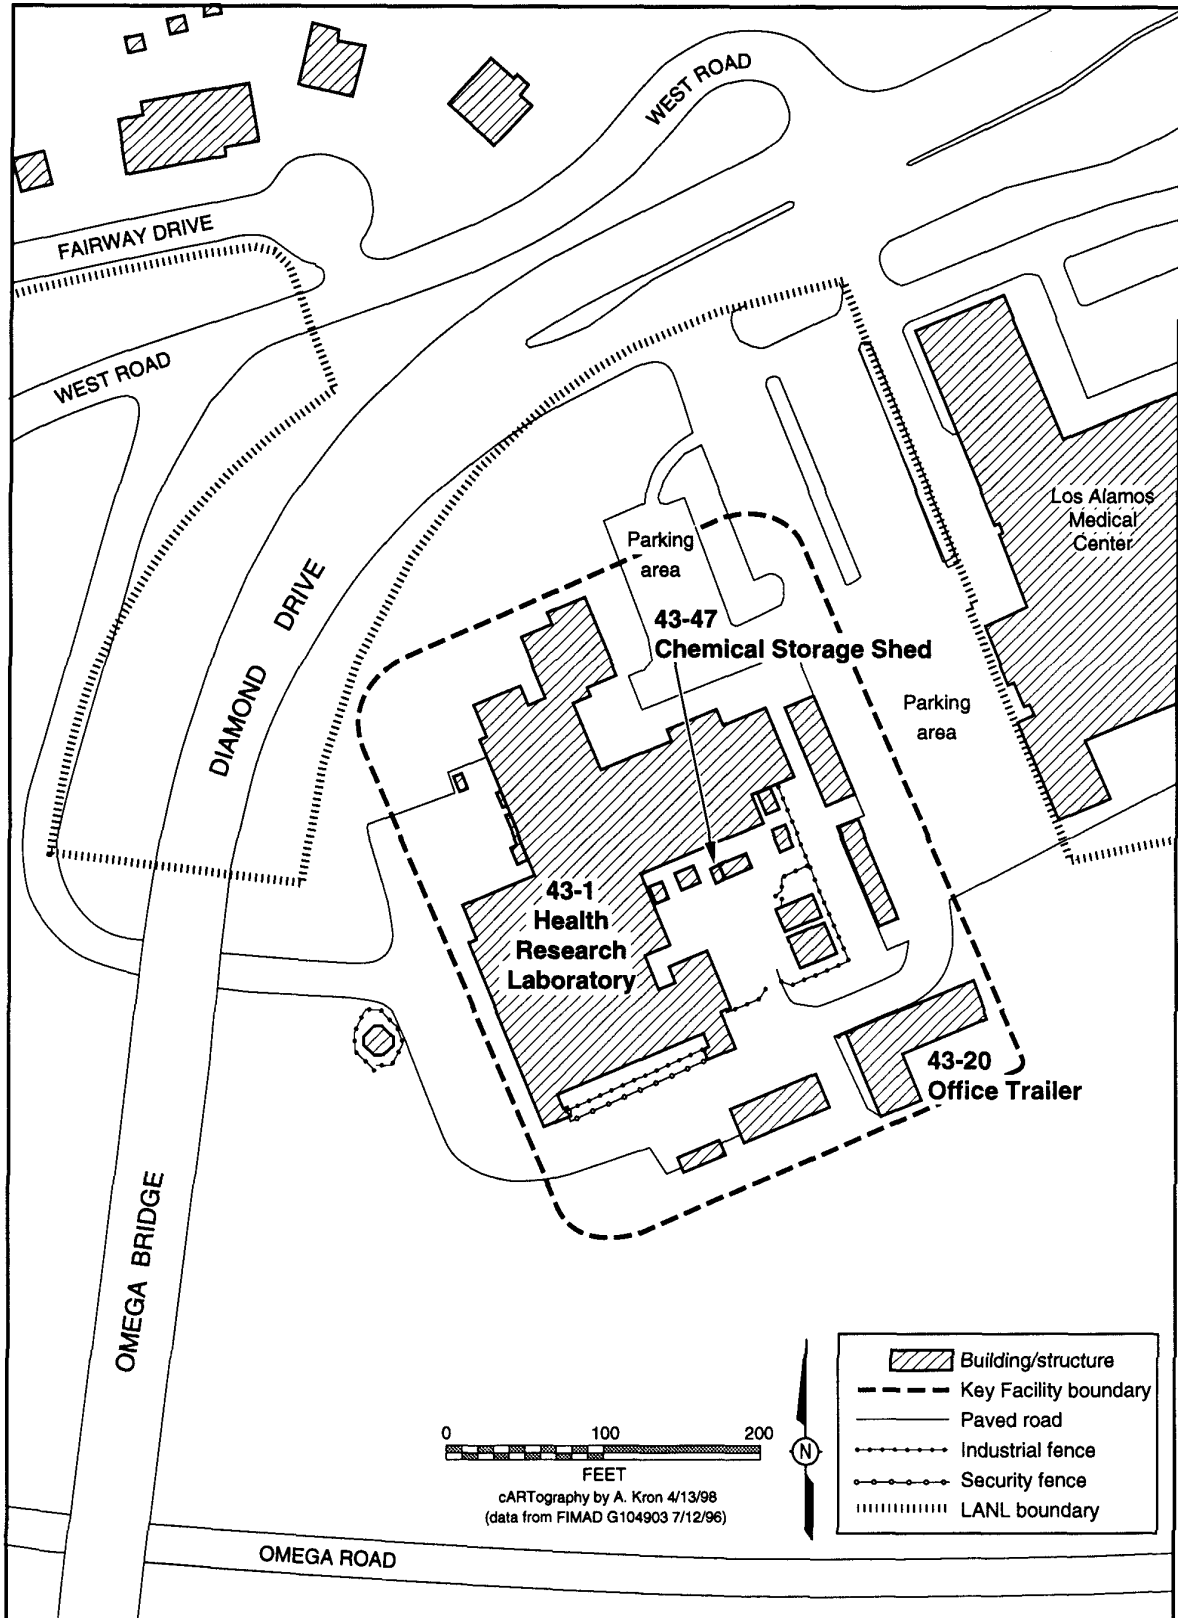 WEST ROAD
FAIRWAY DRIVE
WEST ROAD
Los Alamos
Medical
Center
Parking
area
DIAMOND DRIVE
43-47
Chemical Storage Shed
Parking
area
43-1
Health
Research
Laboratory
43-20
Office Trailer
OMEGA BRIDGE
Building/structure
Key Facility boundary
Paved road
Industrial fence
Security fence
LANL boundary
0 100 200
FEET
N
cARTography by A. Kron 4/13/98
(data from FIMAD G104903 7/12/96)
OMEGA ROAD